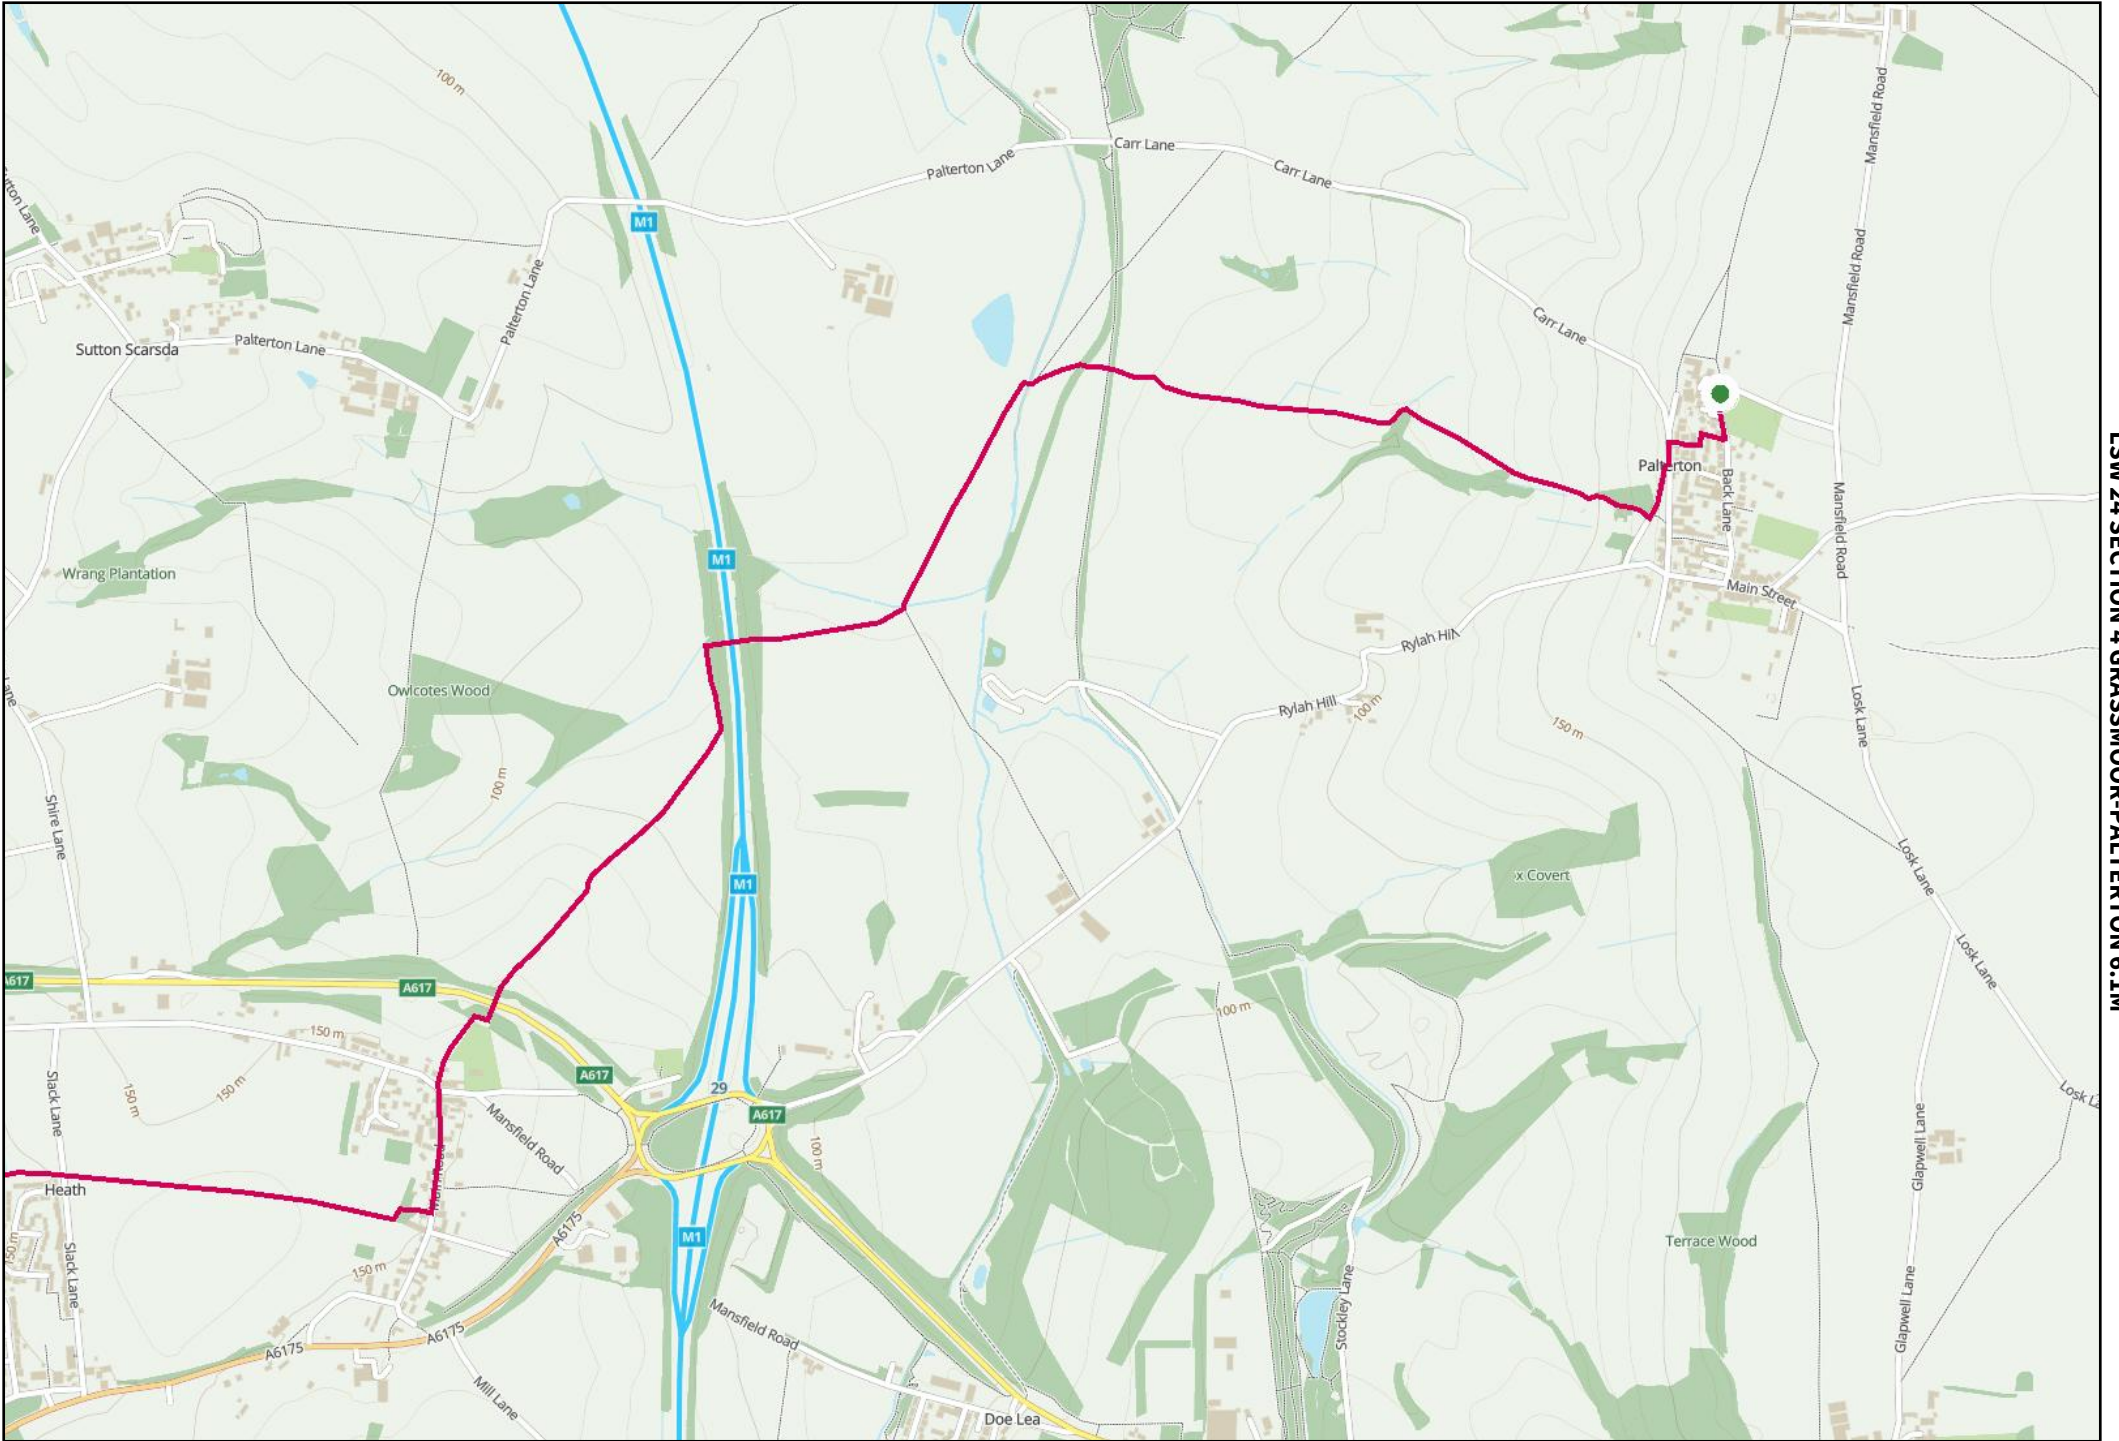 100 m
Mansfield Road
Carr Lane
Palterton Lane
Carr Lane
M1
Mansfield Road
Palterton Lane
Carr Lane
Sutton Scarsda
Palterton Lane
Palterton
Back Lane
Mansfield Road
M1
Wrang Plantation
Main Street
Rylah Hill
Owlcotes Wood
Rylah Hill
100 m
150 m
Losk Lane
100 m
Shire Lane
M1
x Covert
Losk Lane
Losk Lane
A617
A617
100 m
150 m
Slack Lane
150 m
150 m
A617
29
A617
Mansfield Road
100 m
Glapwell Lane
Heath
Main Road
A6175
M1
Terrace Wood
Slack Lane
150 m
150 m
Stockley Lane
Glapwell Lane
Mansfield Road
A6175
A6175
Mill Lane
Doe Lea
LSW 24 SECTION 4 GRASSMOOR-PALTERTON 6.1M